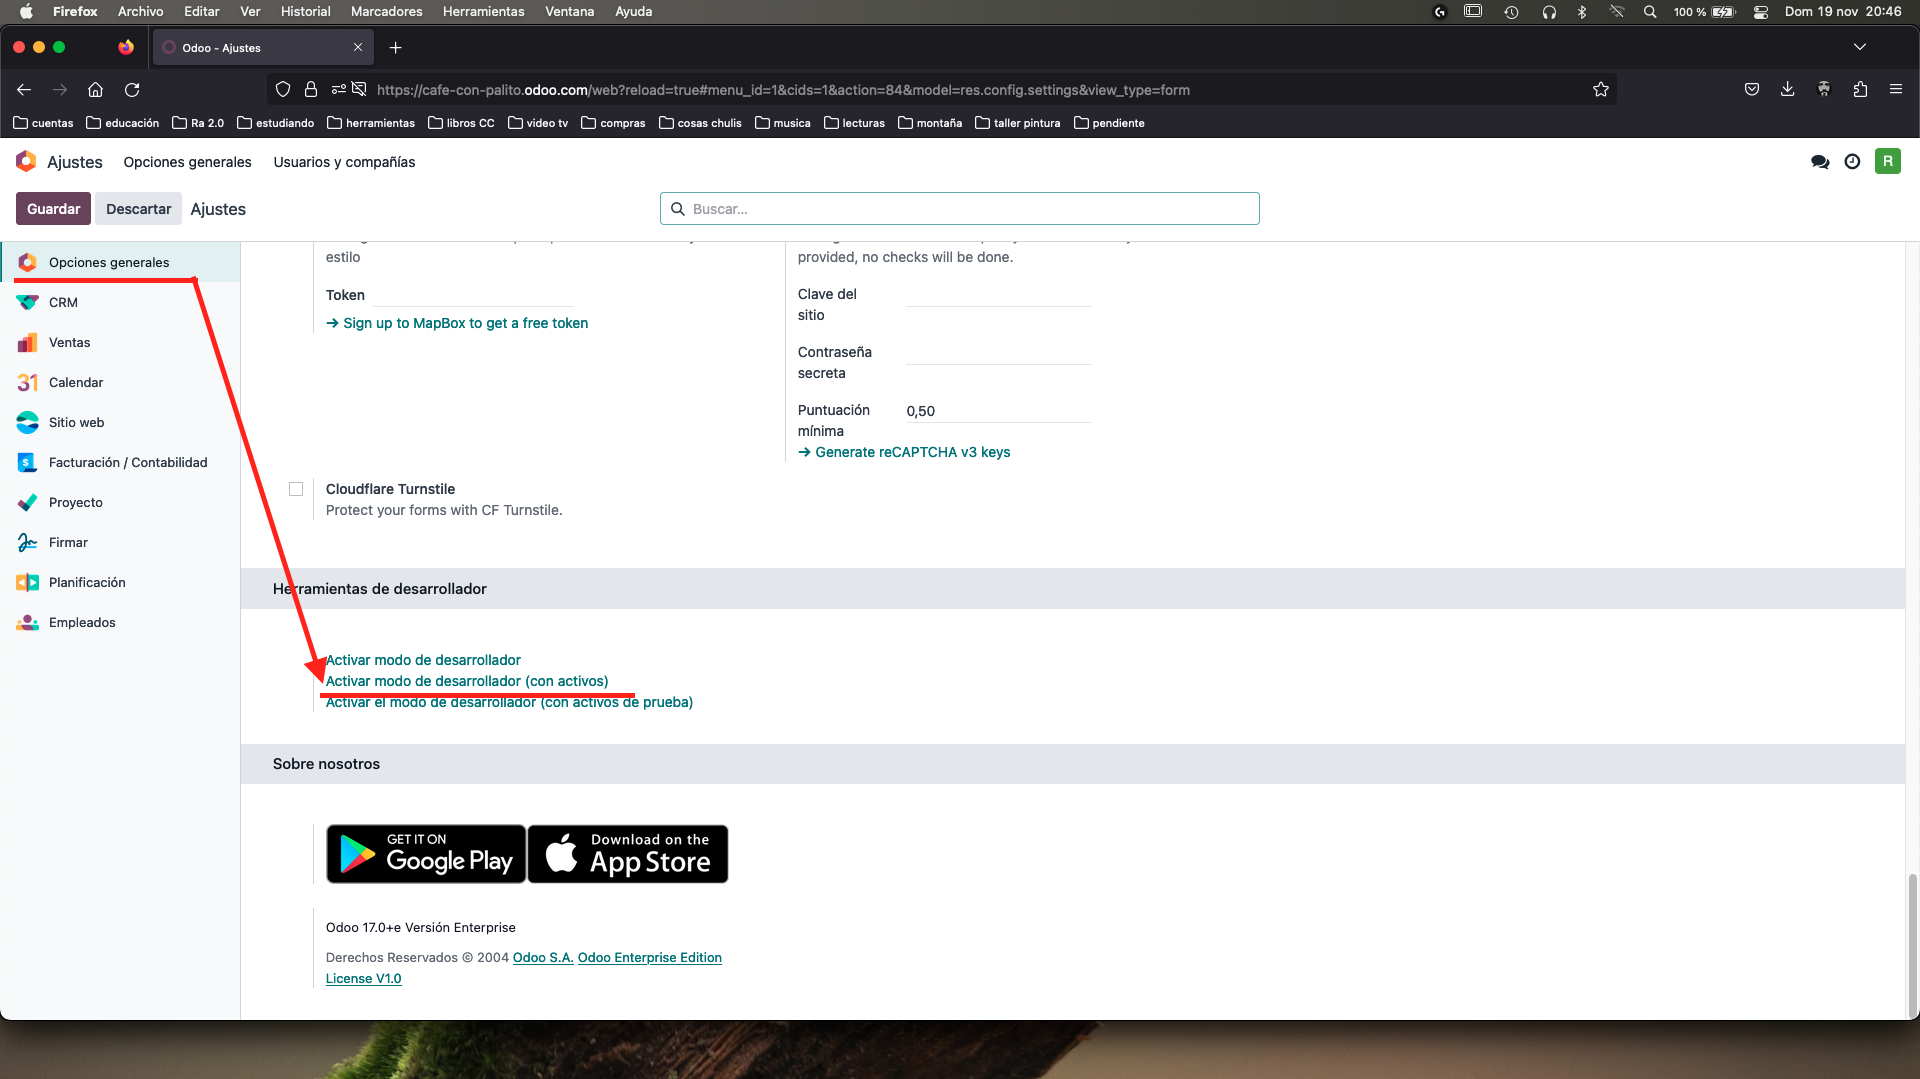 Firefox Archivo Editar Ver Historial Marcadores Herramientas Ventana Ayuda 100 % Dom 19 nov 20:46
Odoo - Ajustes
https://cafe-con-palito.odoo.com/web?reload=true#menu_id=1&cids=1&action=84&model=res.config.settings&view_type=form
cuentas educación Ra 2.0 estudiando herramientas libros CC video tv compras cosas chulis musica lecturas montaña taller pintura pendiente
Ajustes Opciones generales Usuarios y compañías R
Guardar Descartar Ajustes Buscar...
Opciones generales
CRM
Ventas
31 Calendar
Sitio web
Facturación / Contabilidad
Proyecto
Firmar
Planificación
Empleados
estilo
Token
→ Sign up to MapBox to get a free token
provided, no checks will be done.
Clave del
sitio
Contraseña
secreta
Puntuación 0,50
mínima
→ Generate reCAPTCHA v3 keys
Cloudflare Turnstile
Protect your forms with CF Turnstile.
Herramientas de desarrollador
Activar modo de desarrollador
Activar modo de desarrollador (con activos)
Activar el modo de desarrollador (con activos de prueba)
Sobre nosotros
GET IT ON
Google Play
Download on the
App Store
Odoo 17.0+e Versión Enterprise
Derechos Reservados © 2004 Odoo S.A. Odoo Enterprise Edition
License V1.0